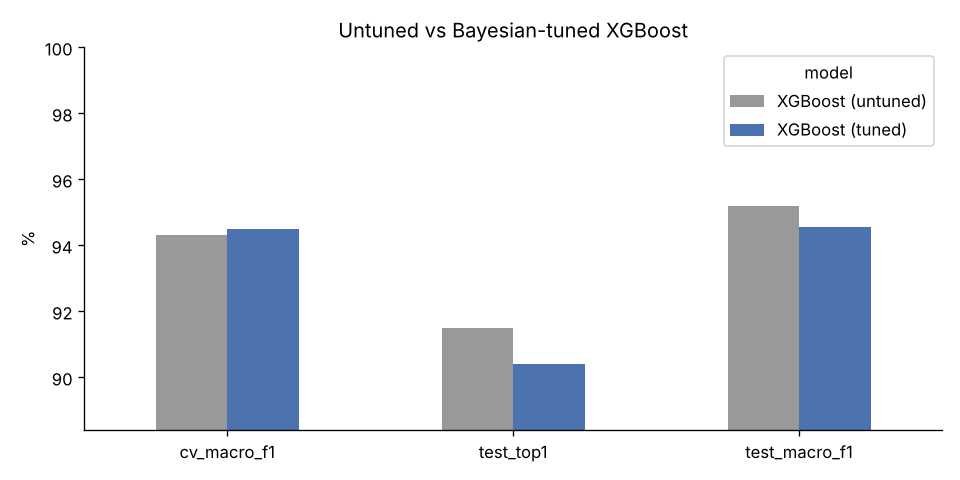 Untuned vs Bayesian-tuned XGBoost
model
XGBoost (untuned)
XGBoost (tuned)
%
100
98
96
94
92
90
cv_macro_f1
test_top1
test_macro_f1